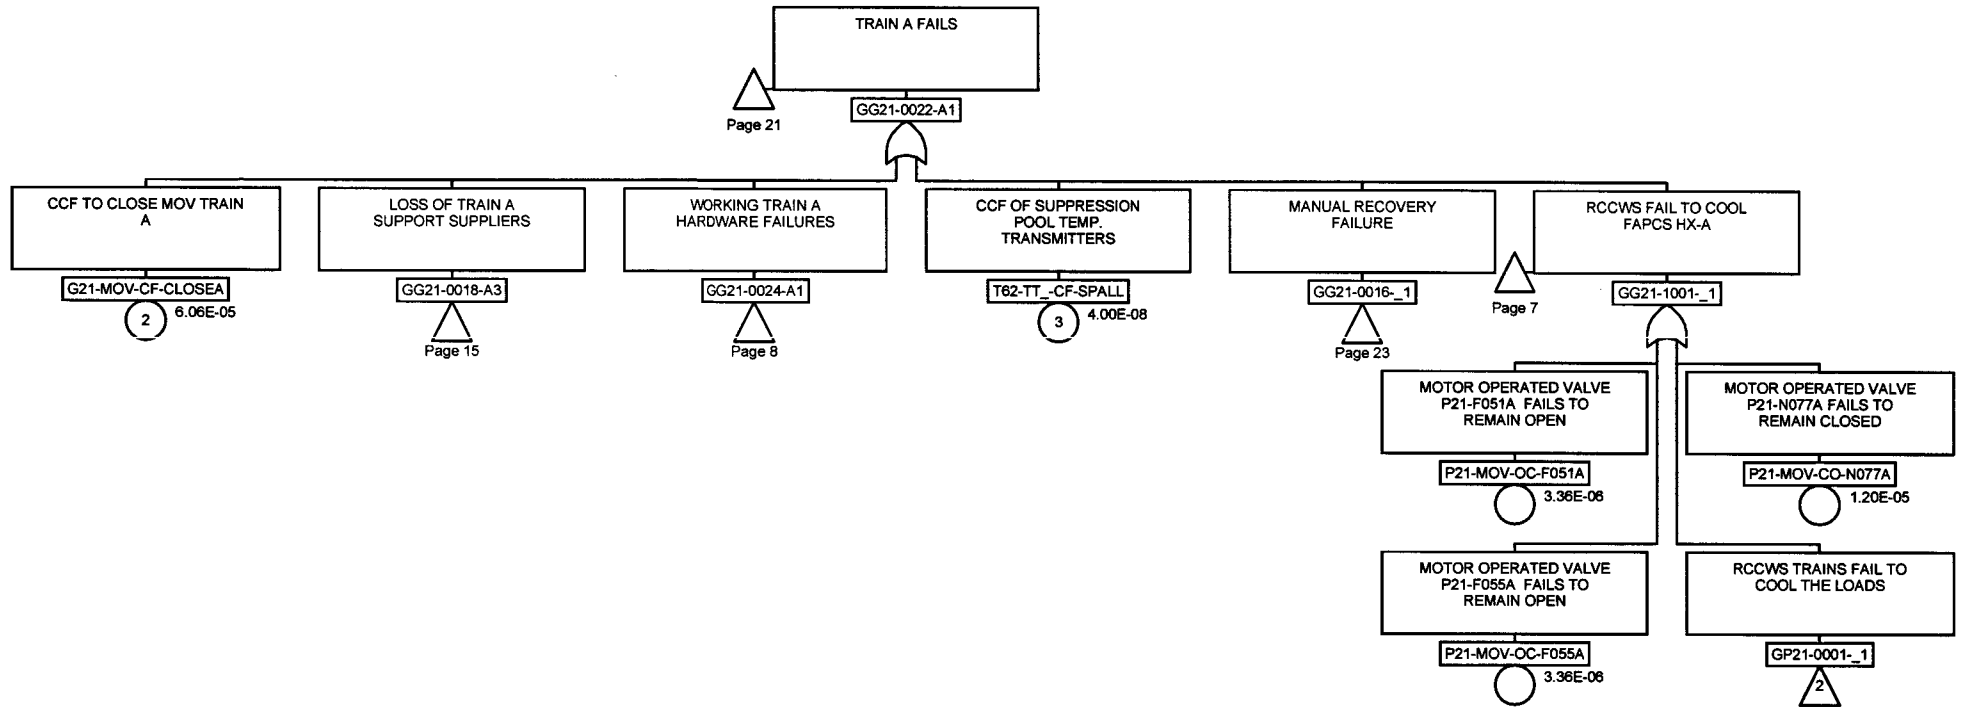 TRAIN A FAILS
Page 21
GG21-0022-A1
CCF TO CLOSE MOV TRAIN
A
G21-MOV-CF-CLOSEA
2
6.06E-05
LOSS OF TRAIN A
SUPPORT SUPPLIERS
GG21-0018-A3
Page 15
WORKING TRAIN A
HARDWARE FAILURES
GG21-0024-A1
Page 8
CCF OF SUPPRESSION
POOL TEMP.
TRANSMITTERS
T62-TT_-CF-SPALL
3
4.00E-08
MANUAL RECOVERY
FAILURE
GG21-0016-_1
Page 23
RCCWS FAIL TO COOL
FAPCS HX-A
Page 7
GG21-1001-_1
MOTOR OPERATED VALVE
P21-F051A FAILS TO
REMAIN OPEN
P21-MOV-OC-F051A
3.36E-06
MOTOR OPERATED VALVE
P21-N077A FAILS TO
REMAIN CLOSED
P21-MOV-CO-N077A
1.20E-05
MOTOR OPERATED VALVE
P21-F055A FAILS TO
REMAIN OPEN
P21-MOV-OC-F055A
3.36E-06
RCCWS TRAINS FAIL TO
COOL THE LOADS
GP21-0001-_1
2